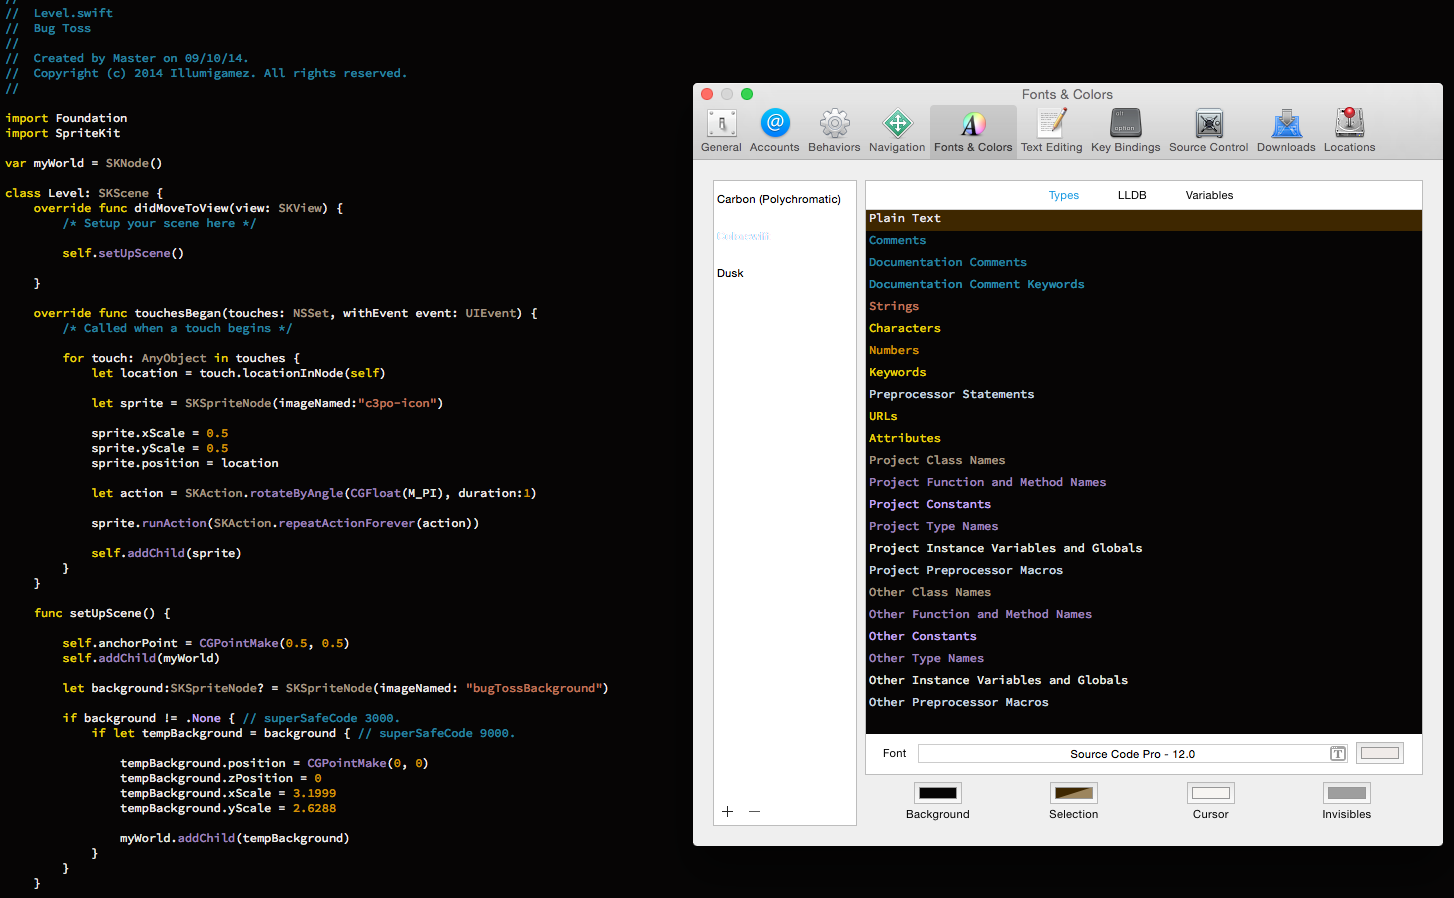 //
//  Level.swift
//  Bug Toss
//
//  Created by Master on 09/10/14.
//  Copyright (c) 2014 Illumigamez. All rights reserved.
//
import Foundation
import SpriteKit
var myWorld = SKNode()
class Level: SKScene {
    override func didMoveToView(view: SKView) {
        /* Setup your scene here */
        self.setUpScene()
    }
    override func touchesBegan(touches: NSSet, withEvent event: UIEvent) {
        /* Called when a touch begins */
        for touch: AnyObject in touches {
            let location = touch.locationInNode(self)
            let sprite = SKSpriteNode(imageNamed:"c3po-icon")
            sprite.xScale = 0.5
            sprite.yScale = 0.5
            sprite.position = location
            let action = SKAction.rotateByAngle(CGFloat(M_PI), duration:1)
            sprite.runAction(SKAction.repeatActionForever(action))
            self.addChild(sprite)
        }
    }
    func setUpScene() {
        self.anchorPoint = CGPointMake(0.5, 0.5)
        self.addChild(myWorld)
        let background:SKSpriteNode? = SKSpriteNode(imageNamed: "bugTossBackground")
        if background != .None { // superSafeCode 3000.
            if let tempBackground = background { // superSafeCode 9000.
                tempBackground.position = CGPointMake(0, 0)
                tempBackground.zPosition = 0
                tempBackground.xScale = 3.1999
                tempBackground.yScale = 2.6288
                myWorld.addChild(tempBackground)
            }
        }
    }
Fonts & Colors
General Accounts Behaviors Navigation Fonts & Colors Text Editing Key Bindings Source Control Downloads Locations
Carbon (Polychromatic)
Dusk
Types LLDB Variables
Plain Text
Comments
Documentation Comments
Documentation Comment Keywords
Strings
Characters
Numbers
Keywords
Preprocessor Statements
URLs
Attributes
Project Class Names
Project Function and Method Names
Project Constants
Project Type Names
Project Instance Variables and Globals
Project Preprocessor Macros
Other Class Names
Other Function and Method Names
Other Constants
Other Type Names
Other Instance Variables and Globals
Other Preprocessor Macros
Font Source Code Pro - 12.0
Background Selection Cursor Invisibles